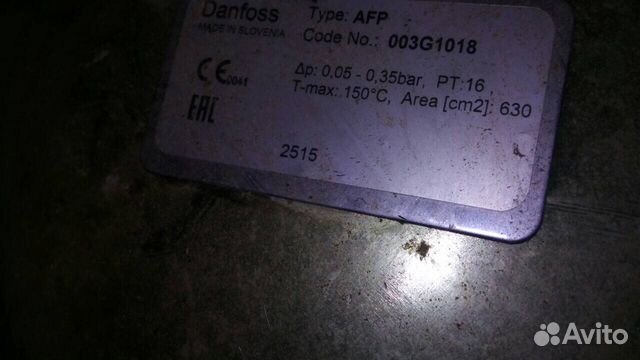 Danfoss
MADE IN SLOVENIA
Type: AFP
Code No.: 003G1018
CE 0041
Δp: 0,05 - 0,35bar, PT:16,
T-max: 150°C, Area [cm2]: 630
EAC
2515
Avito